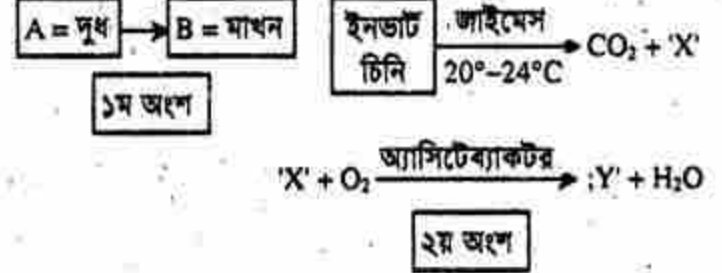 A = দুধ → B = মাখন
১ম অংশ
ইনভার্ট চিনি জাইমেস 20°–24°C → CO₂ + 'X'
'X' + O₂ অ্যাসিটোব্যাকটর → ;Y' + H₂O
২য় অংশ